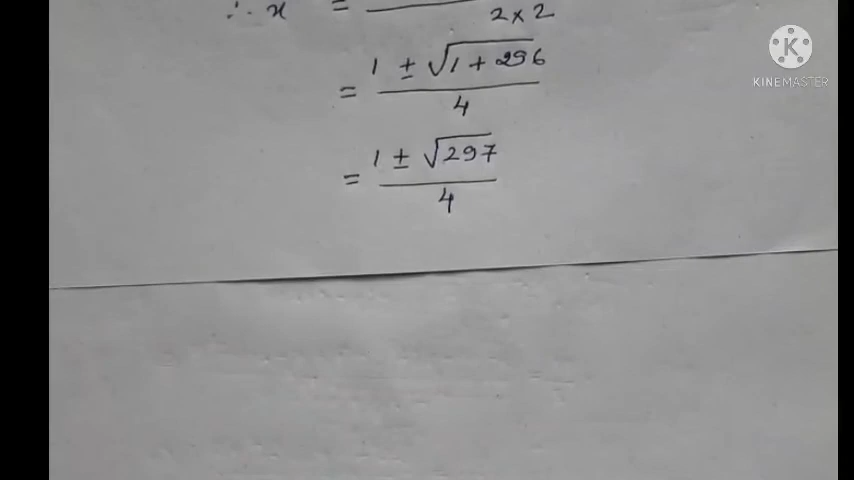 ∴ x =
2 × 2
= 1 ± √1 + 296
4
= 1 ± √297
4
K
KINEMASTER